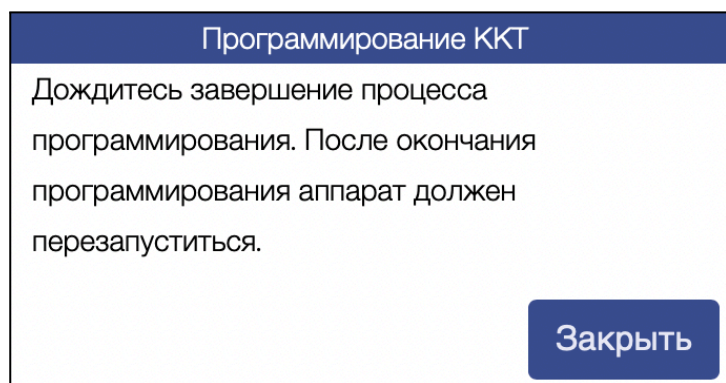 Программирование ККТ
Дождитесь завершение процесса
программирования. После окончания
программирования аппарат должен
перезапуститься.
Закрыть